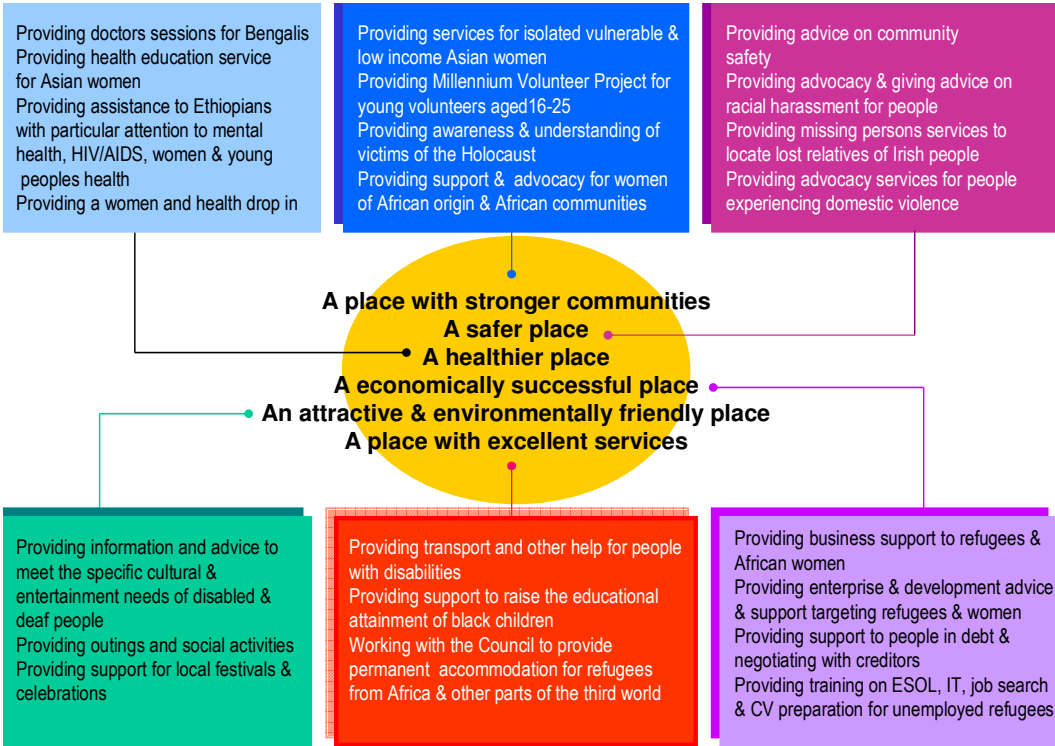 Providing doctors sessions for Bengalis
Providing health education service
for Asian women
Providing assistance to Ethiopians
with particular attention to mental
health, HIV/AIDS, women & young
peoples health
Providing a women and health drop in
Providing services for isolated vulnerable &
low income Asian women
Providing Millennium Volunteer Project for
young volunteers aged16-25
Providing awareness & understanding of
victims of the Holocaust
Providing support & advocacy for women
of African origin & African communities
Providing advice on community
safety
Providing advocacy & giving advice on
racial harassment for people
Providing missing persons services to
locate lost relatives of Irish people
Providing advocacy services for people
experiencing domestic violence
A place with stronger communities
A safer place
A healthier place
A economically successful place
An attractive & environmentally friendly place
A place with excellent services
Providing information and advice to
meet the specific cultural &
entertainment needs of disabled &
deaf people
Providing outings and social activities
Providing support for local festivals &
celebrations
Providing transport and other help for people
with disabilities
Providing support to raise the educational
attainment of black children
Working with the Council to provide
permanent accommodation for refugees
from Africa & other parts of the third world
Providing business support to refugees &
African women
Providing enterprise & development advice
& support targeting refugees & women
Providing support to people in debt &
negotiating with creditors
Providing training on ESOL, IT, job search
& CV preparation for unemployed refugees